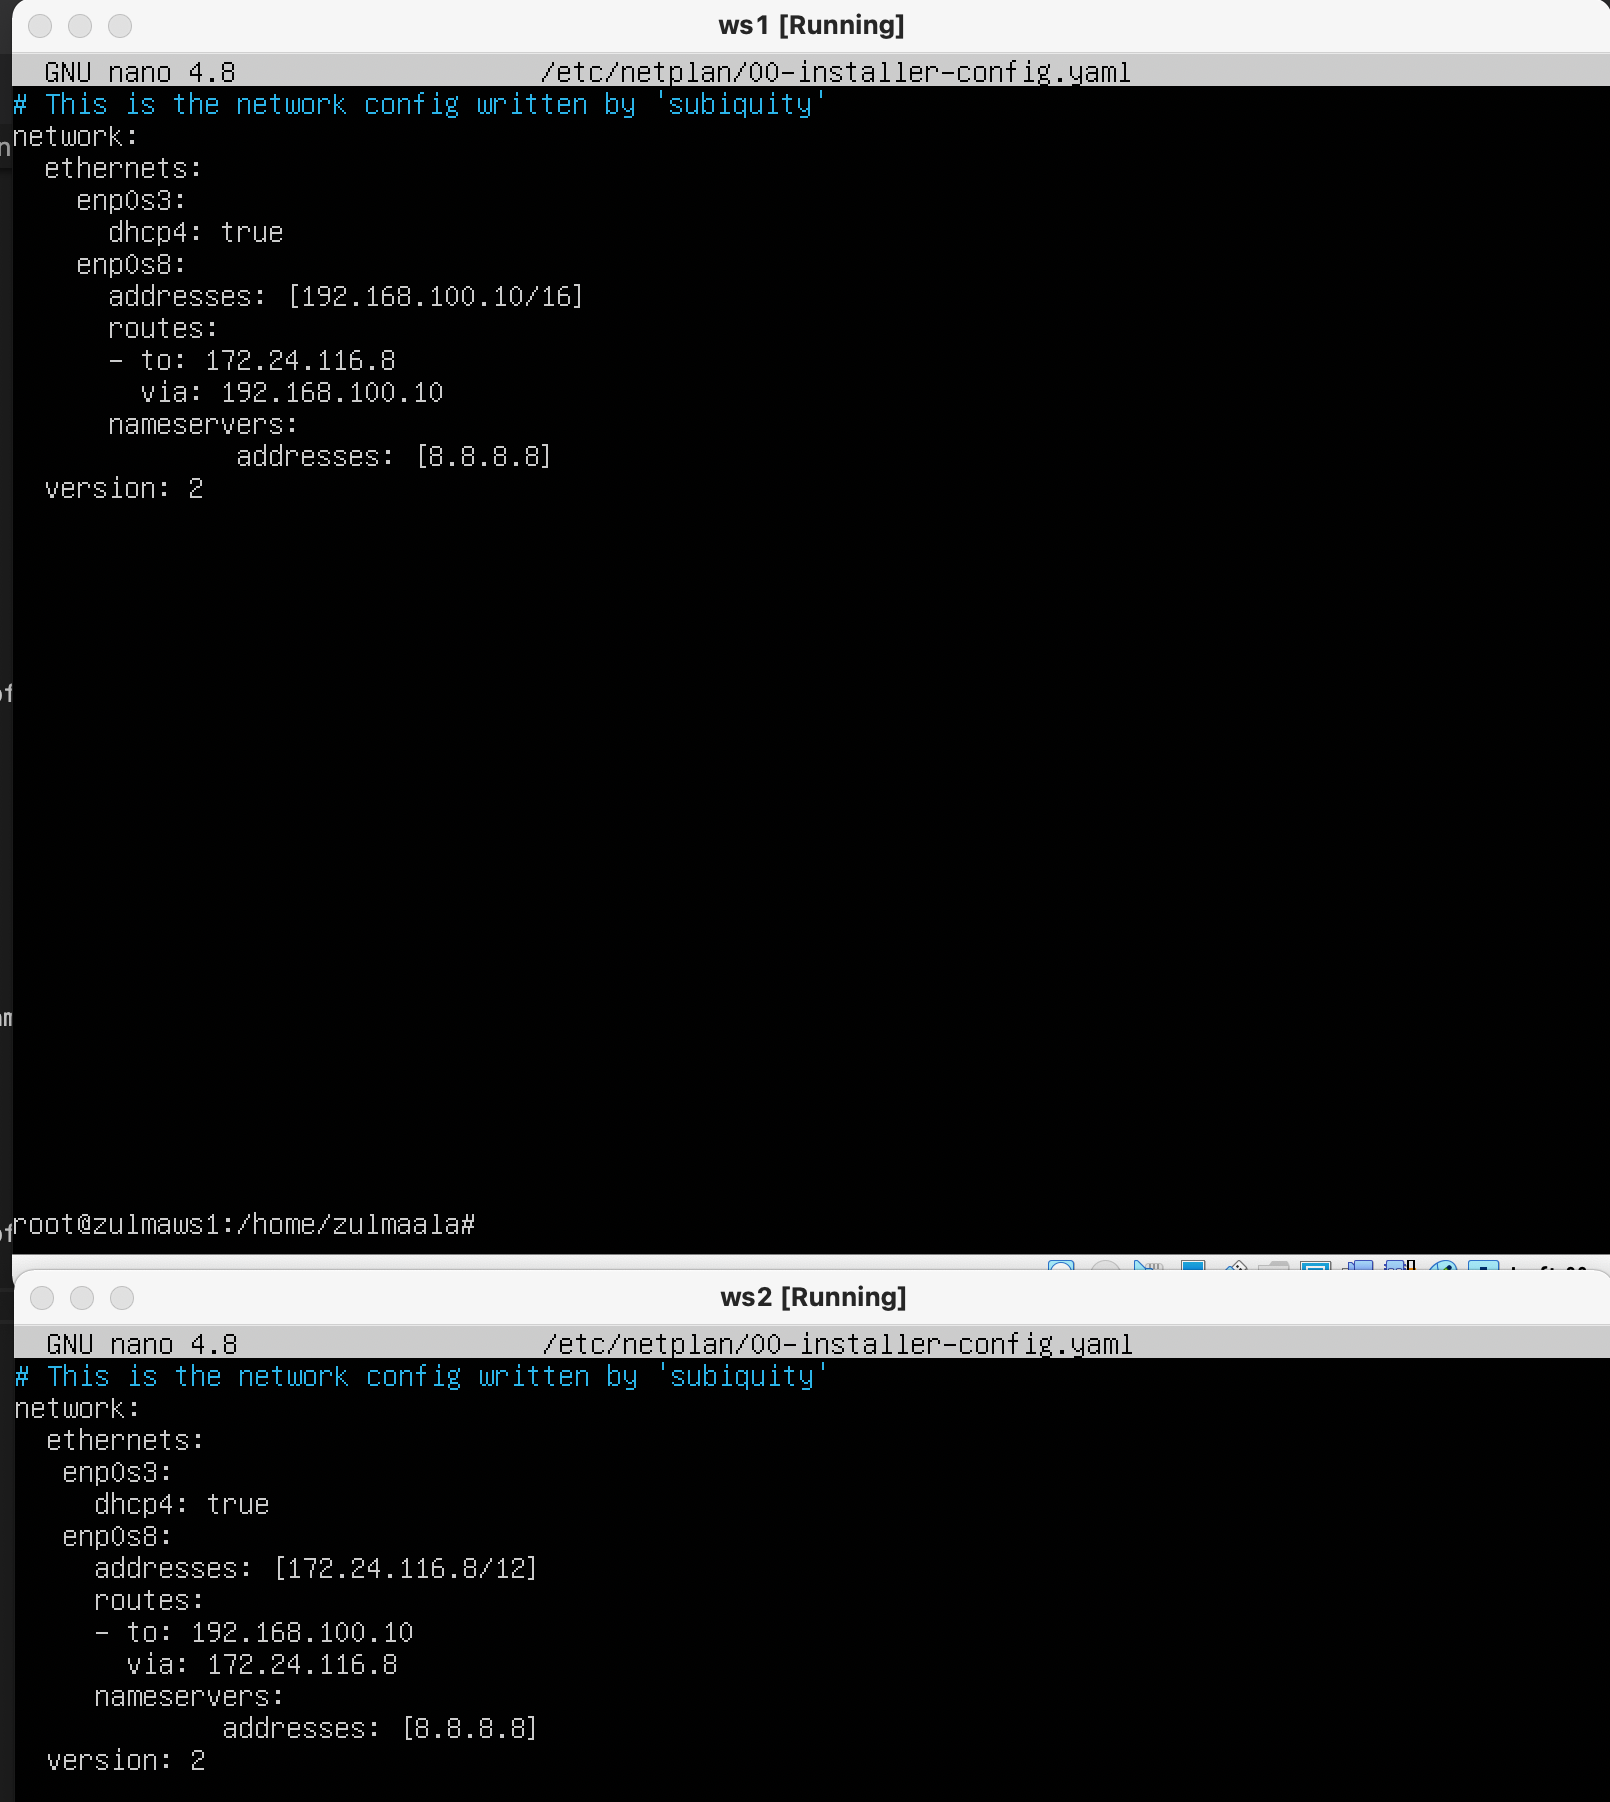 ws1 [Running]
GNU nano 4.8 /etc/netplan/00-installer-config.yaml
# This is the network config written by 'subiquity'
network:
  ethernets:
    enp0s3:
      dhcp4: true
    enp0s8:
      addresses: [192.168.100.10/16]
      routes:
      - to: 172.24.116.8
        via: 192.168.100.10
      nameservers:
              addresses: [8.8.8.8]
  version: 2
root@zulmaws1:/home/zulmaala#
ws2 [Running]
GNU nano 4.8 /etc/netplan/00-installer-config.yaml
# This is the network config written by 'subiquity'
network:
  ethernets:
   enp0s3:
     dhcp4: true
   enp0s8:
     addresses: [172.24.116.8/12]
     routes:
     - to: 192.168.100.10
       via: 172.24.116.8
     nameservers:
             addresses: [8.8.8.8]
  version: 2